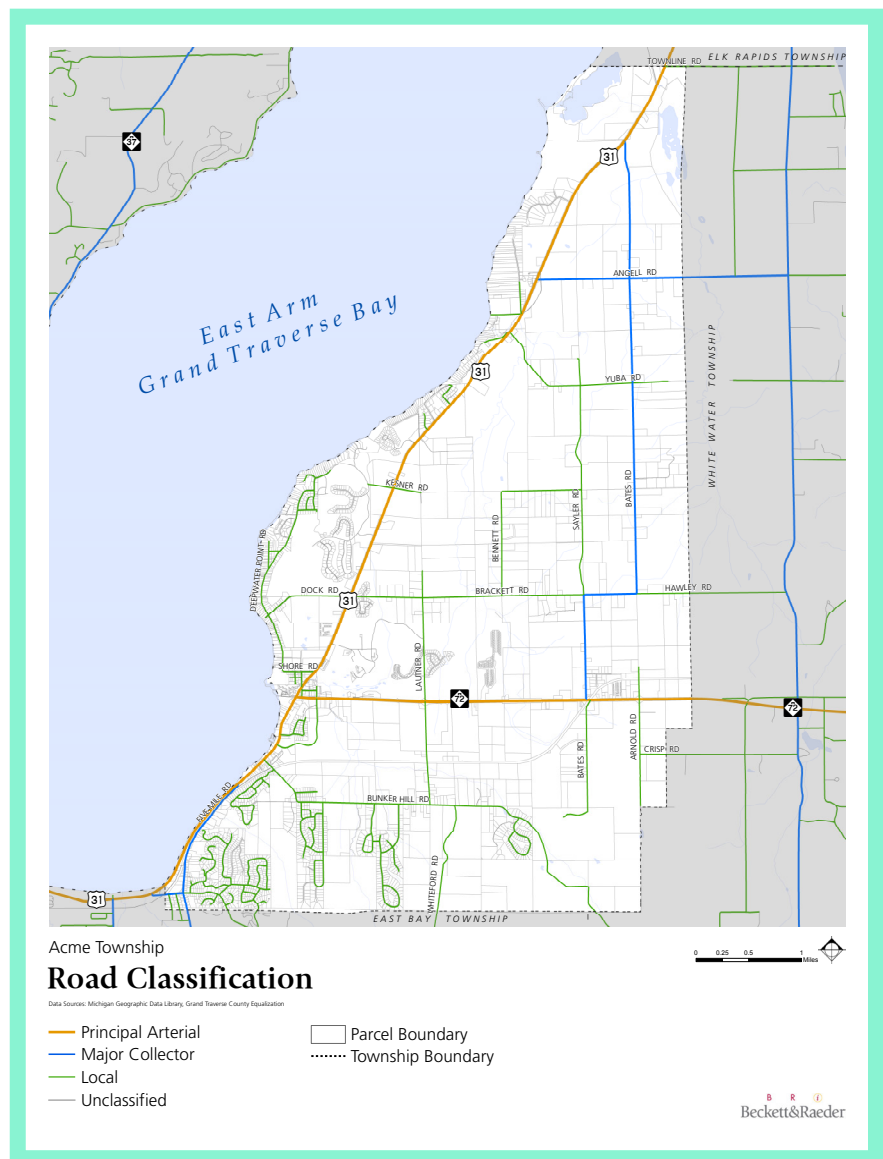 TOWNLINE RD
ELK RAPIDS TOWNSHIP
37
31
ANGELL RD
East Arm
Grand Traverse Bay
31
YUBA RD
WHITE WATER TOWNSHIP
KESNER RD
BENNETT RD
SAYLER RD
BATES RD
DEEPWATER POINT RD
DOCK RD
31
BRACKETT RD
HAWLEY RD
SHORE RD
LAUTNER RD
72
72
BATES RD
ARNOLD RD
CRISP RD
FIVE MILE RD
BUNKER HILL RD
WHITEFORD RD
31
EAST BAY TOWNSHIP
Acme Township
Road Classification
Data Sources: Michigan Geographic Data Library, Grand Traverse County Equalization
0 0.25 0.5 1
Miles
Principal Arterial
Major Collector
Local
Unclassified
Parcel Boundary
Township Boundary
B R i
Beckett&Raeder